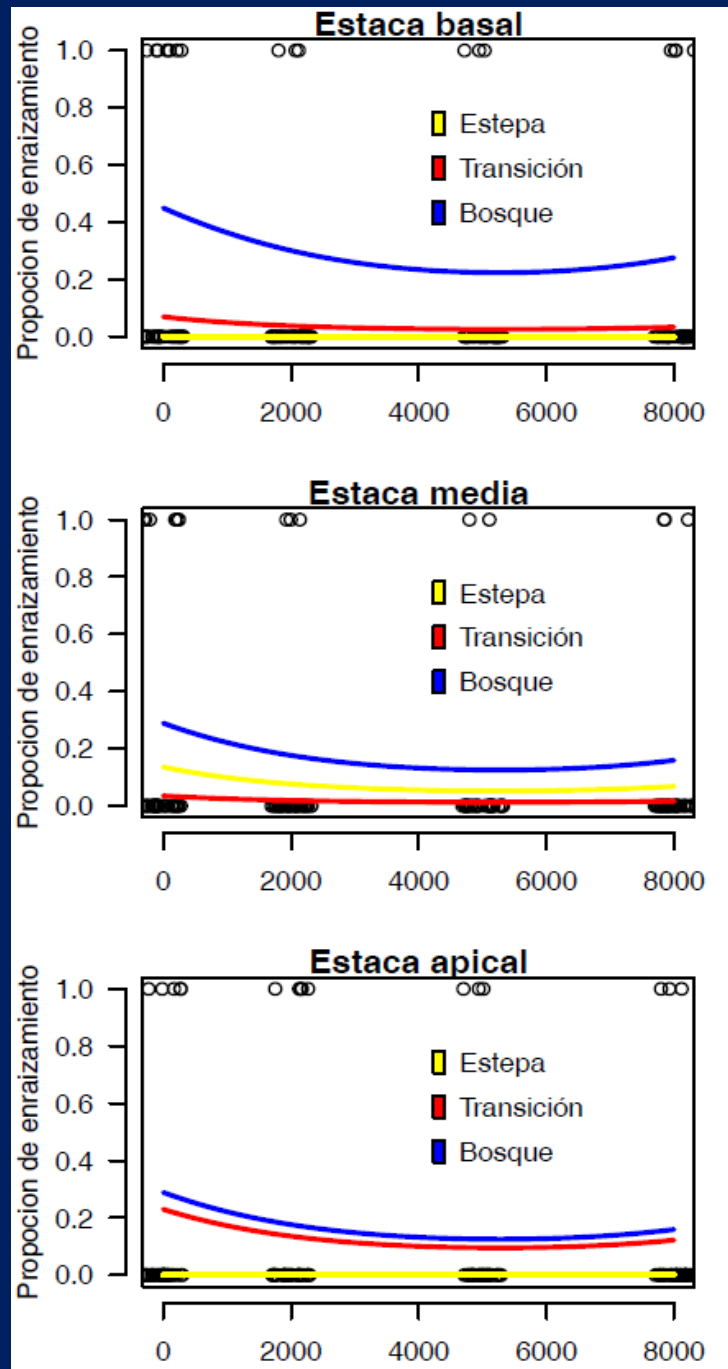 Estaca basal
Propocion de enraizamiento
1.0
0.8
0.6
0.4
0.2
0.0
Estepa
Transición
Bosque
0 2000 4000 6000 8000
Estaca media
Propocion de enraizamiento
1.0
0.8
0.6
0.4
0.2
0.0
Estepa
Transición
Bosque
0 2000 4000 6000 8000
Estaca apical
Propocion de enraizamiento
1.0
0.8
0.6
0.4
0.2
0.0
Estepa
Transición
Bosque
0 2000 4000 6000 8000